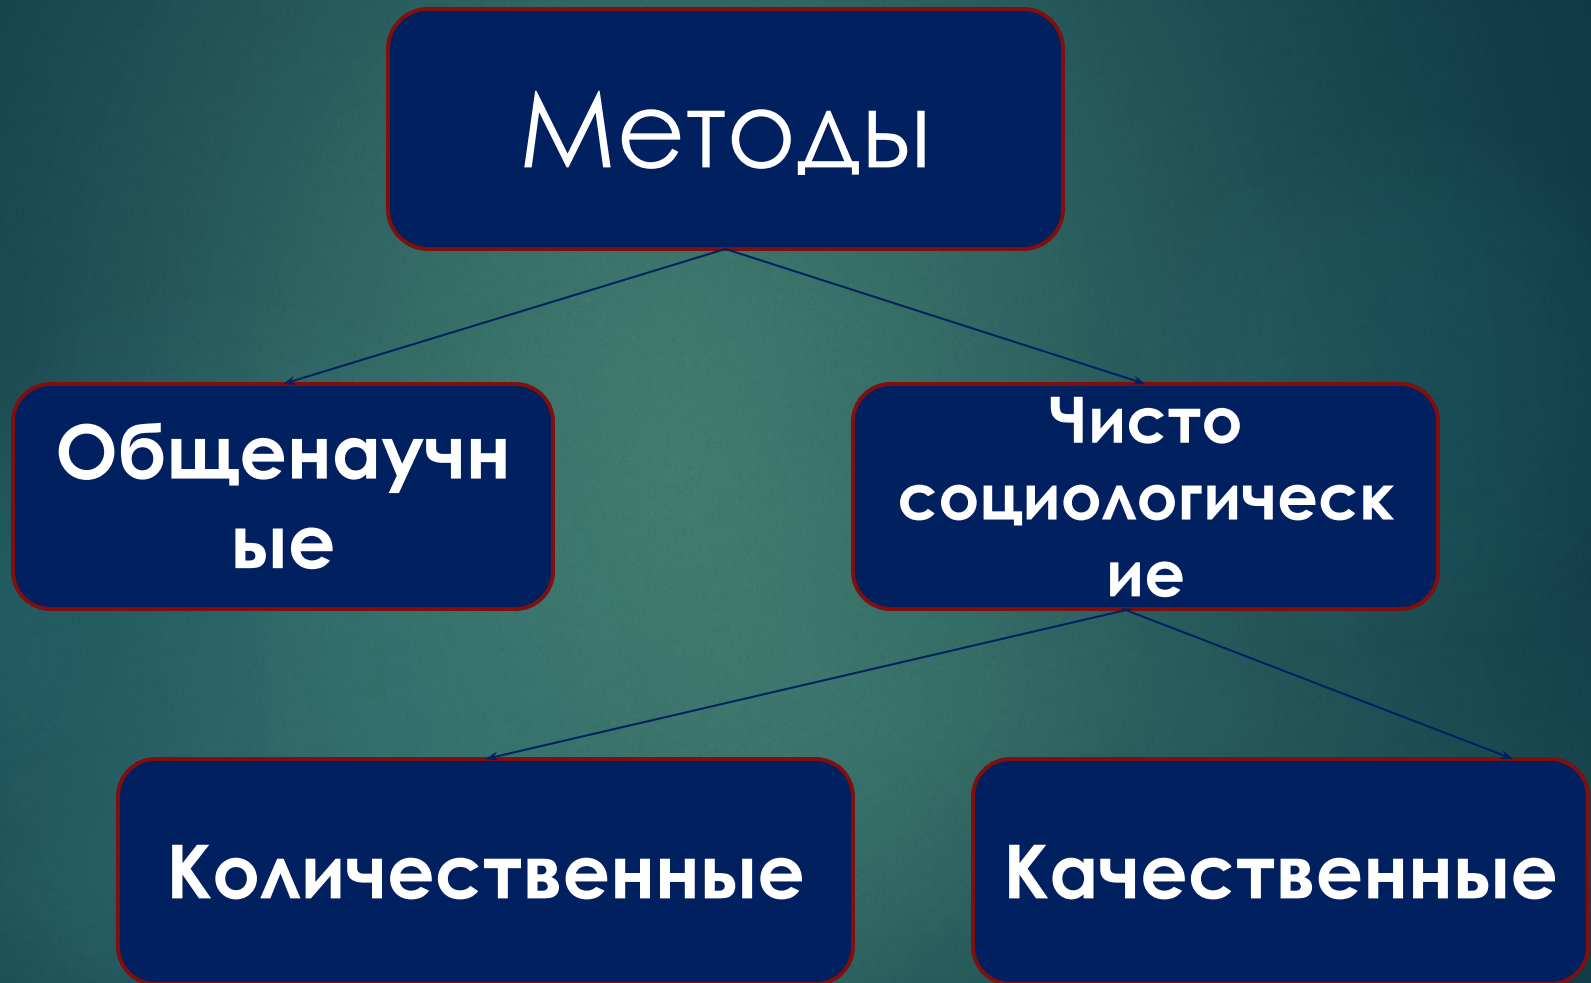 Методы
Общенаучн
ые
Чисто
социологическ
ие
Количественные
Качественные